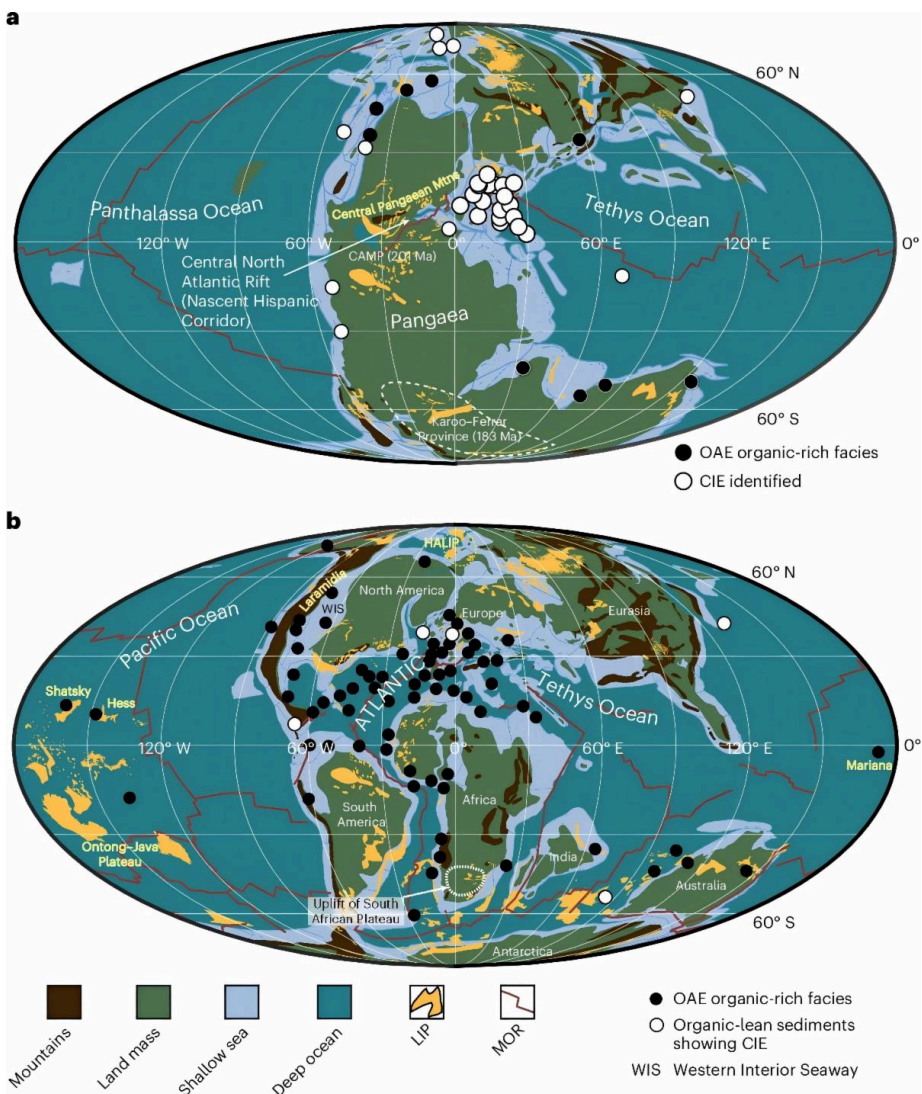 a
60° N
Central Pangaean Mtns
Panthalassa Ocean
Tethys Ocean
120° W
60° W
0°
60° E
120° E
0°
CAMP (201 Ma)
Central North
Atlantic Rift
(Nascent Hispanic
Corridor)
Pangaea
Karoo–Ferrar
Province (183 Ma)
60° S
OAE organic-rich facies
CIE identified
b
HALIP
60° N
Laramidia
North America
WIS
Europe
Eurasia
Pacific Ocean
ATLANTIC
Tethys Ocean
Shatsky
Hess
120° W
60° W
0°
60° E
120° E
0°
Mariana
South
America
Africa
Ontong–Java
Plateau
India
Australia
Uplift of South
African Plateau
60° S
Antarctica
Mountains
Land mass
Shallow sea
Deep ocean
LIP
MOR
OAE organic-rich facies
Organic-lean sediments
showing CIE
WIS Western Interior Seaway